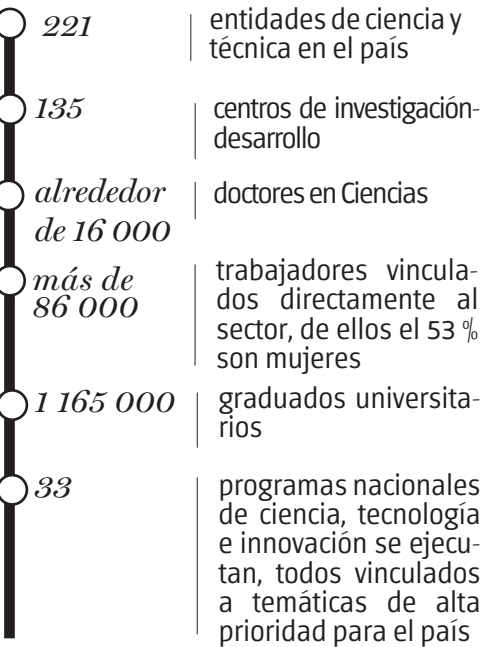 221
entidades de ciencia y
técnica en el país
135
centros de investigación-
desarrollo
alrededor
de 16 000
doctores en Ciencias
más de
86 000
trabajadores vincula-
dos directamente al
sector, de ellos el 53 %
son mujeres
1 165 000
graduados universita-
rios
33
programas nacionales
de ciencia, tecnología
e innovación se ejecu-
tan, todos vinculados
a temáticas de alta
prioridad para el país